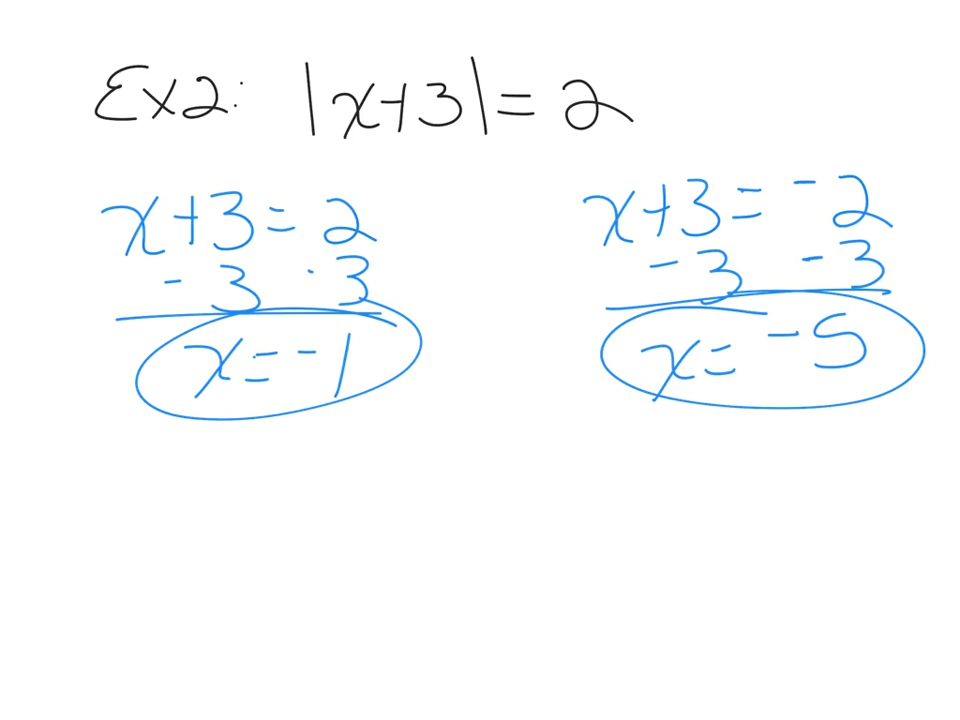 Ex2: |x+3| = 2
x+3 = 2
- 3 - 3
x = -1
x+3 = -2
- 3 - 3
x = -5